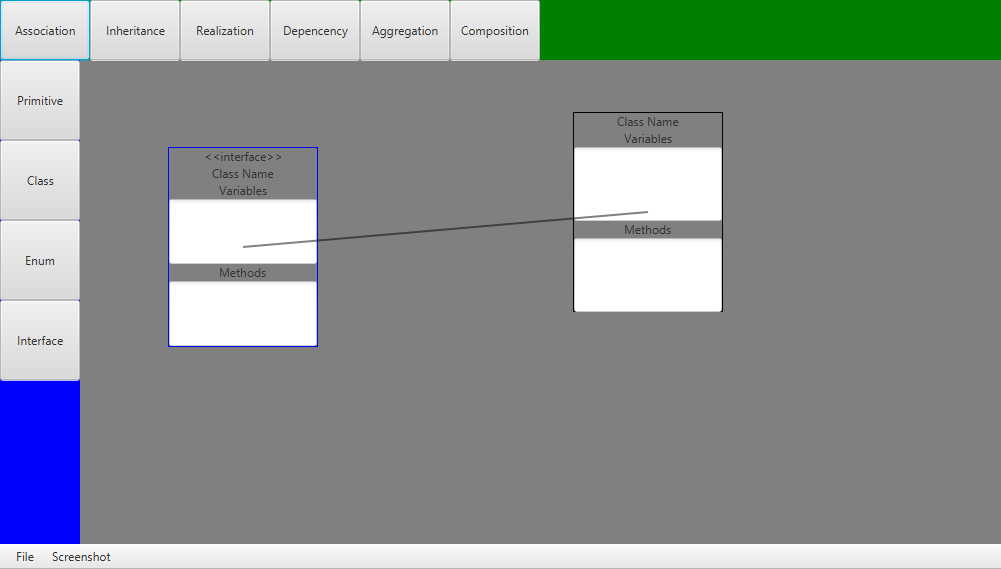 Association
Inheritance
Realization
Depencency
Aggregation
Composition
Primitive
Class
Enum
Interface
<<interface>>
Class Name
Variables
Methods
Class Name
Variables
Methods
File
Screenshot